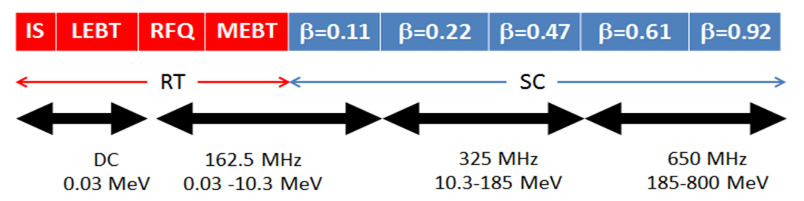 IS LEBT RFQ MEBT β=0.11 β=0.22 β=0.47 β=0.61 β=0.92
RT SC
DC 162.5 MHz 325 MHz 650 MHz
0.03 MeV 0.03 -10.3 MeV 10.3-185 MeV 185-800 MeV